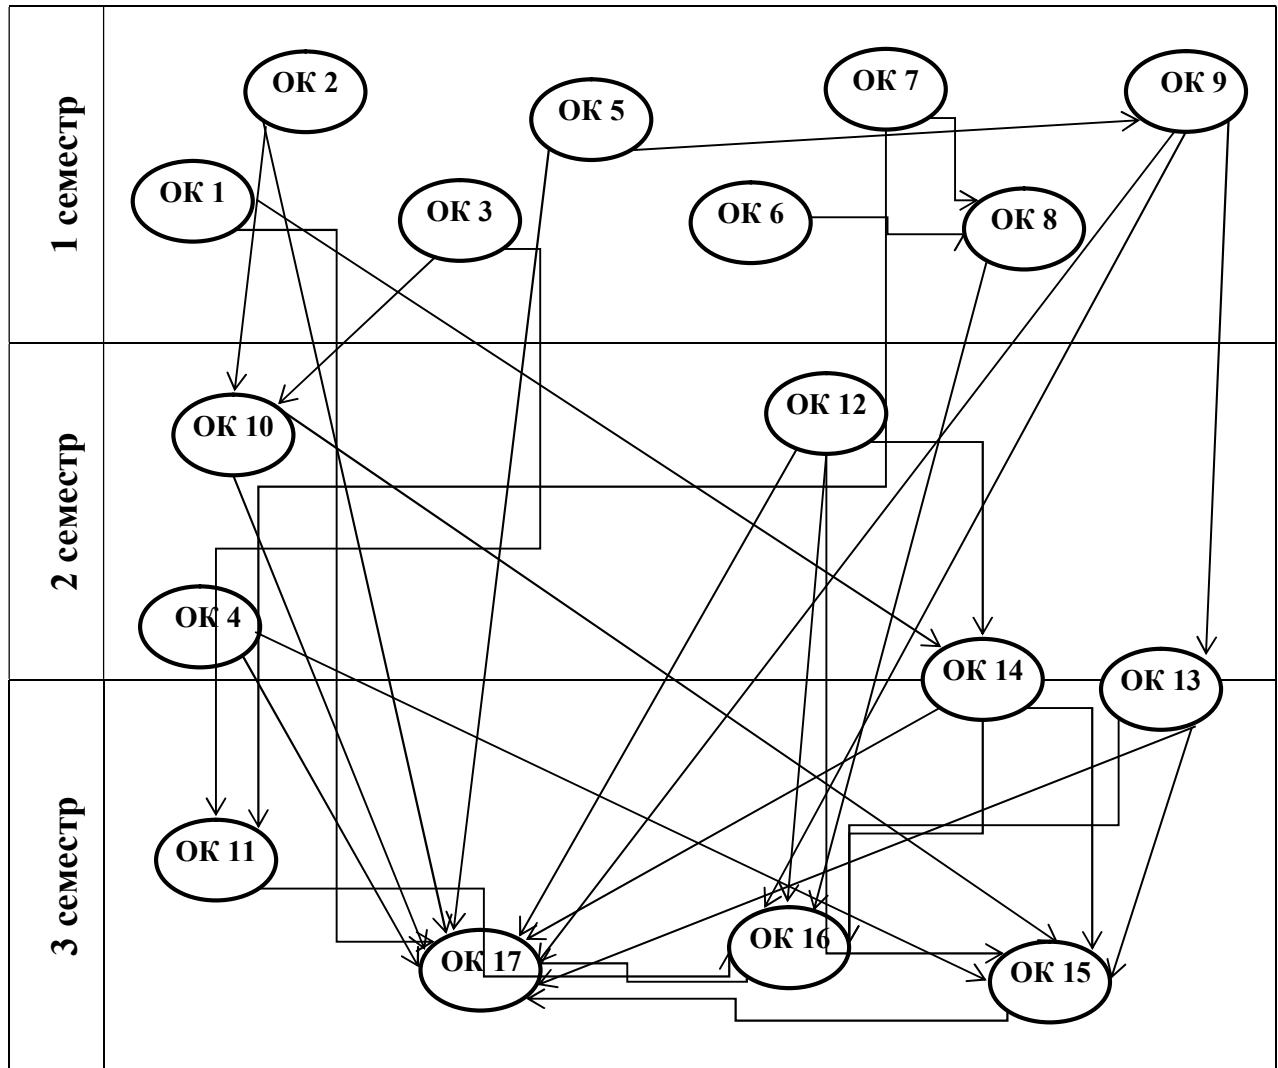 1 семестр
ОК 2
ОК 7
ОК 9
ОК 5
ОК 1
ОК 3
ОК 6
ОК 8
2 семестр
ОК 12
ОК 10
ОК 4
ОК 14
ОК 13
3 семестр
ОК 11
ОК 16
ОК 17
ОК 15